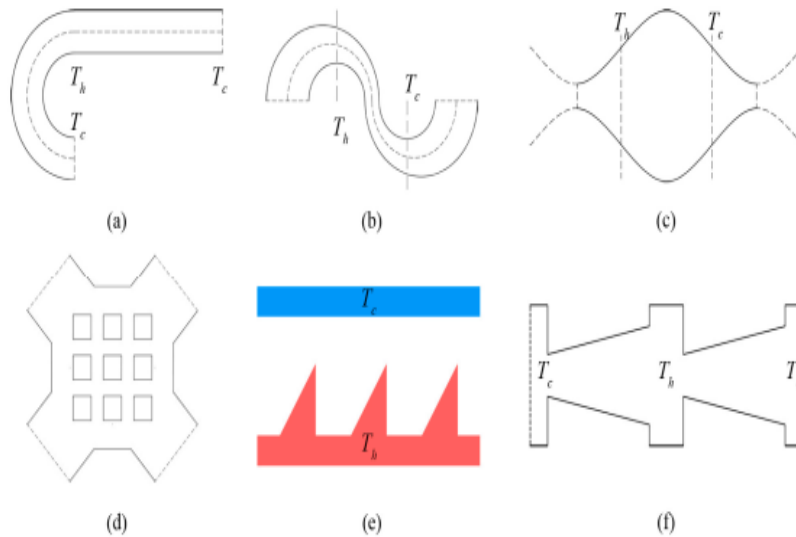 T_h T_c
T_c
(a)
T_c
T_h
(b)
T_h T_c
(c)
(d)
T_c
T_h
(e)
T_c T_h T
(f)